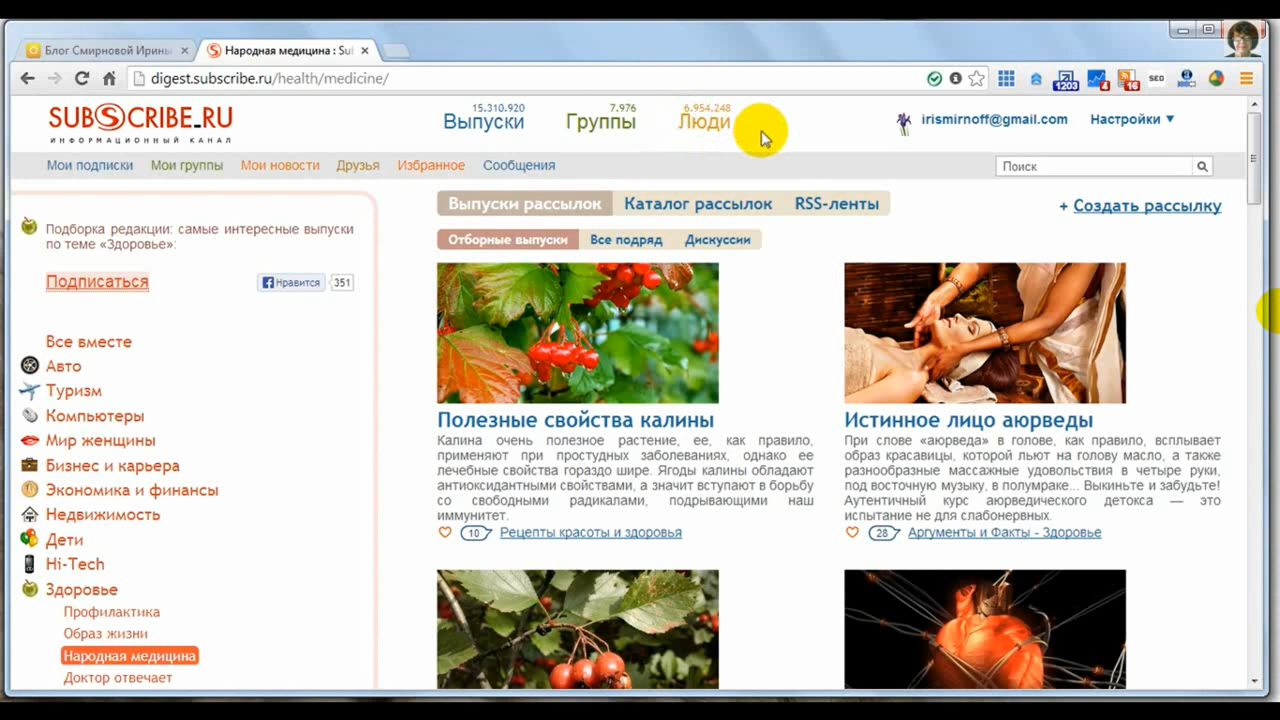 Блог Смирновой Ирины
Народная медицина : Sul
digest.subscribe.ru/health/medicine/
1203
4
16
SEO
SUBSCRIBE.RU
ИНФОРМАЦИОННЫЙ КАНАЛ
15.310.920
Выпуски
7.976
Группы
6.954.248
Люди
irismirnoff@gmail.com
Настройки
Мои подписки
Мои группы
Мои новости
Друзья
Избранное
Сообщения
Поиск
Подборка редакции: самые интересные выпуски
по теме «Здоровье»:
Подписаться
Нравится
351
Все вместе
Авто
Туризм
Компьютеры
Мир женщины
Бизнес и карьера
Экономика и финансы
Недвижимость
Дети
Hi-Tech
Здоровье
Профилактика
Образ жизни
Народная медицина
Доктор отвечает
Выпуски рассылок
Каталог рассылок
RSS-ленты
+ Создать рассылку
Отборные выпуски
Все подряд
Дискуссии
Полезные свойства калины
Калина очень полезное растение, ее, как правило,
применяют при простудных заболеваниях, однако ее
лечебные свойства гораздо шире. Ягоды калины обладают
антиоксидантными свойствами, а значит вступают в борьбу
со свободными радикалами, подрывающими наш
иммунитет.
10
Рецепты красоты и здоровья
Истинное лицо аюрведы
При слове «аюрведа» в голове, как правило, всплывает
образ красавицы, которой льют на голову масло, а также
разнообразные массажные удовольствия в четыре руки,
под восточную музыку, в полумраке... Выкиньте и забудьте!
Аутентичный курс аюрведического детокса — это
испытание не для слабонервных.
28
Аргументы и Факты - Здоровье